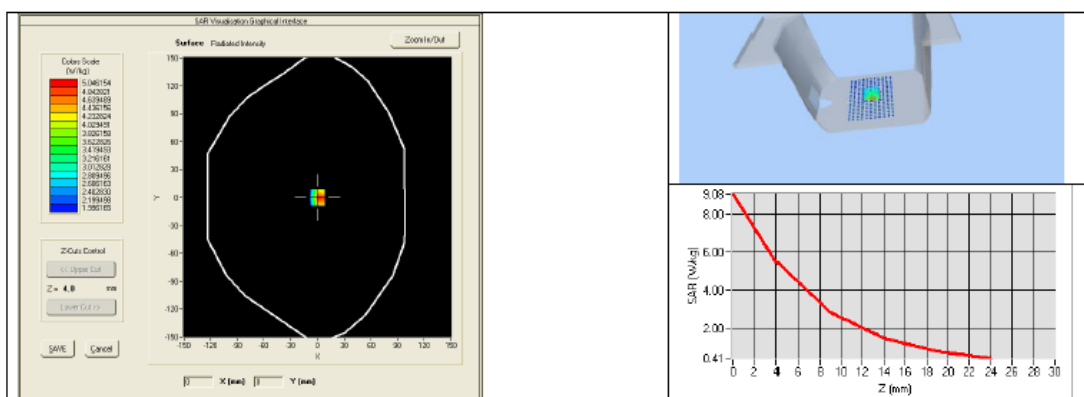 SAR Visualisation Graphical Interface
Surface Radiated Intensity
Zoom In/Out
Colors Scale
(W/kg)
5.046154
4.842821
4.639489
4.436156
4.232824
4.029491
3.826158
3.622826
3.419493
3.216161
3.012828
2.809496
2.606163
2.402830
2.199498
1.996165
Z-Cuts Control
<< Upper Cut
Z = 4.0 mm
Lower Cut >>
SAVE Cancel
150
120
90
60
30
0
-30
-60
-90
-120
-150
Y
-150 -120 -90 -60 -30 0 30 60 90 120 150
X
0 X (mm) 0 Y (mm)
9.08
8.00
6.00
4.00
2.00
0.41
SAR (W/kg)
0 2 4 6 8 10 12 14 16 18 20 22 24 26 28 30
Z (mm)